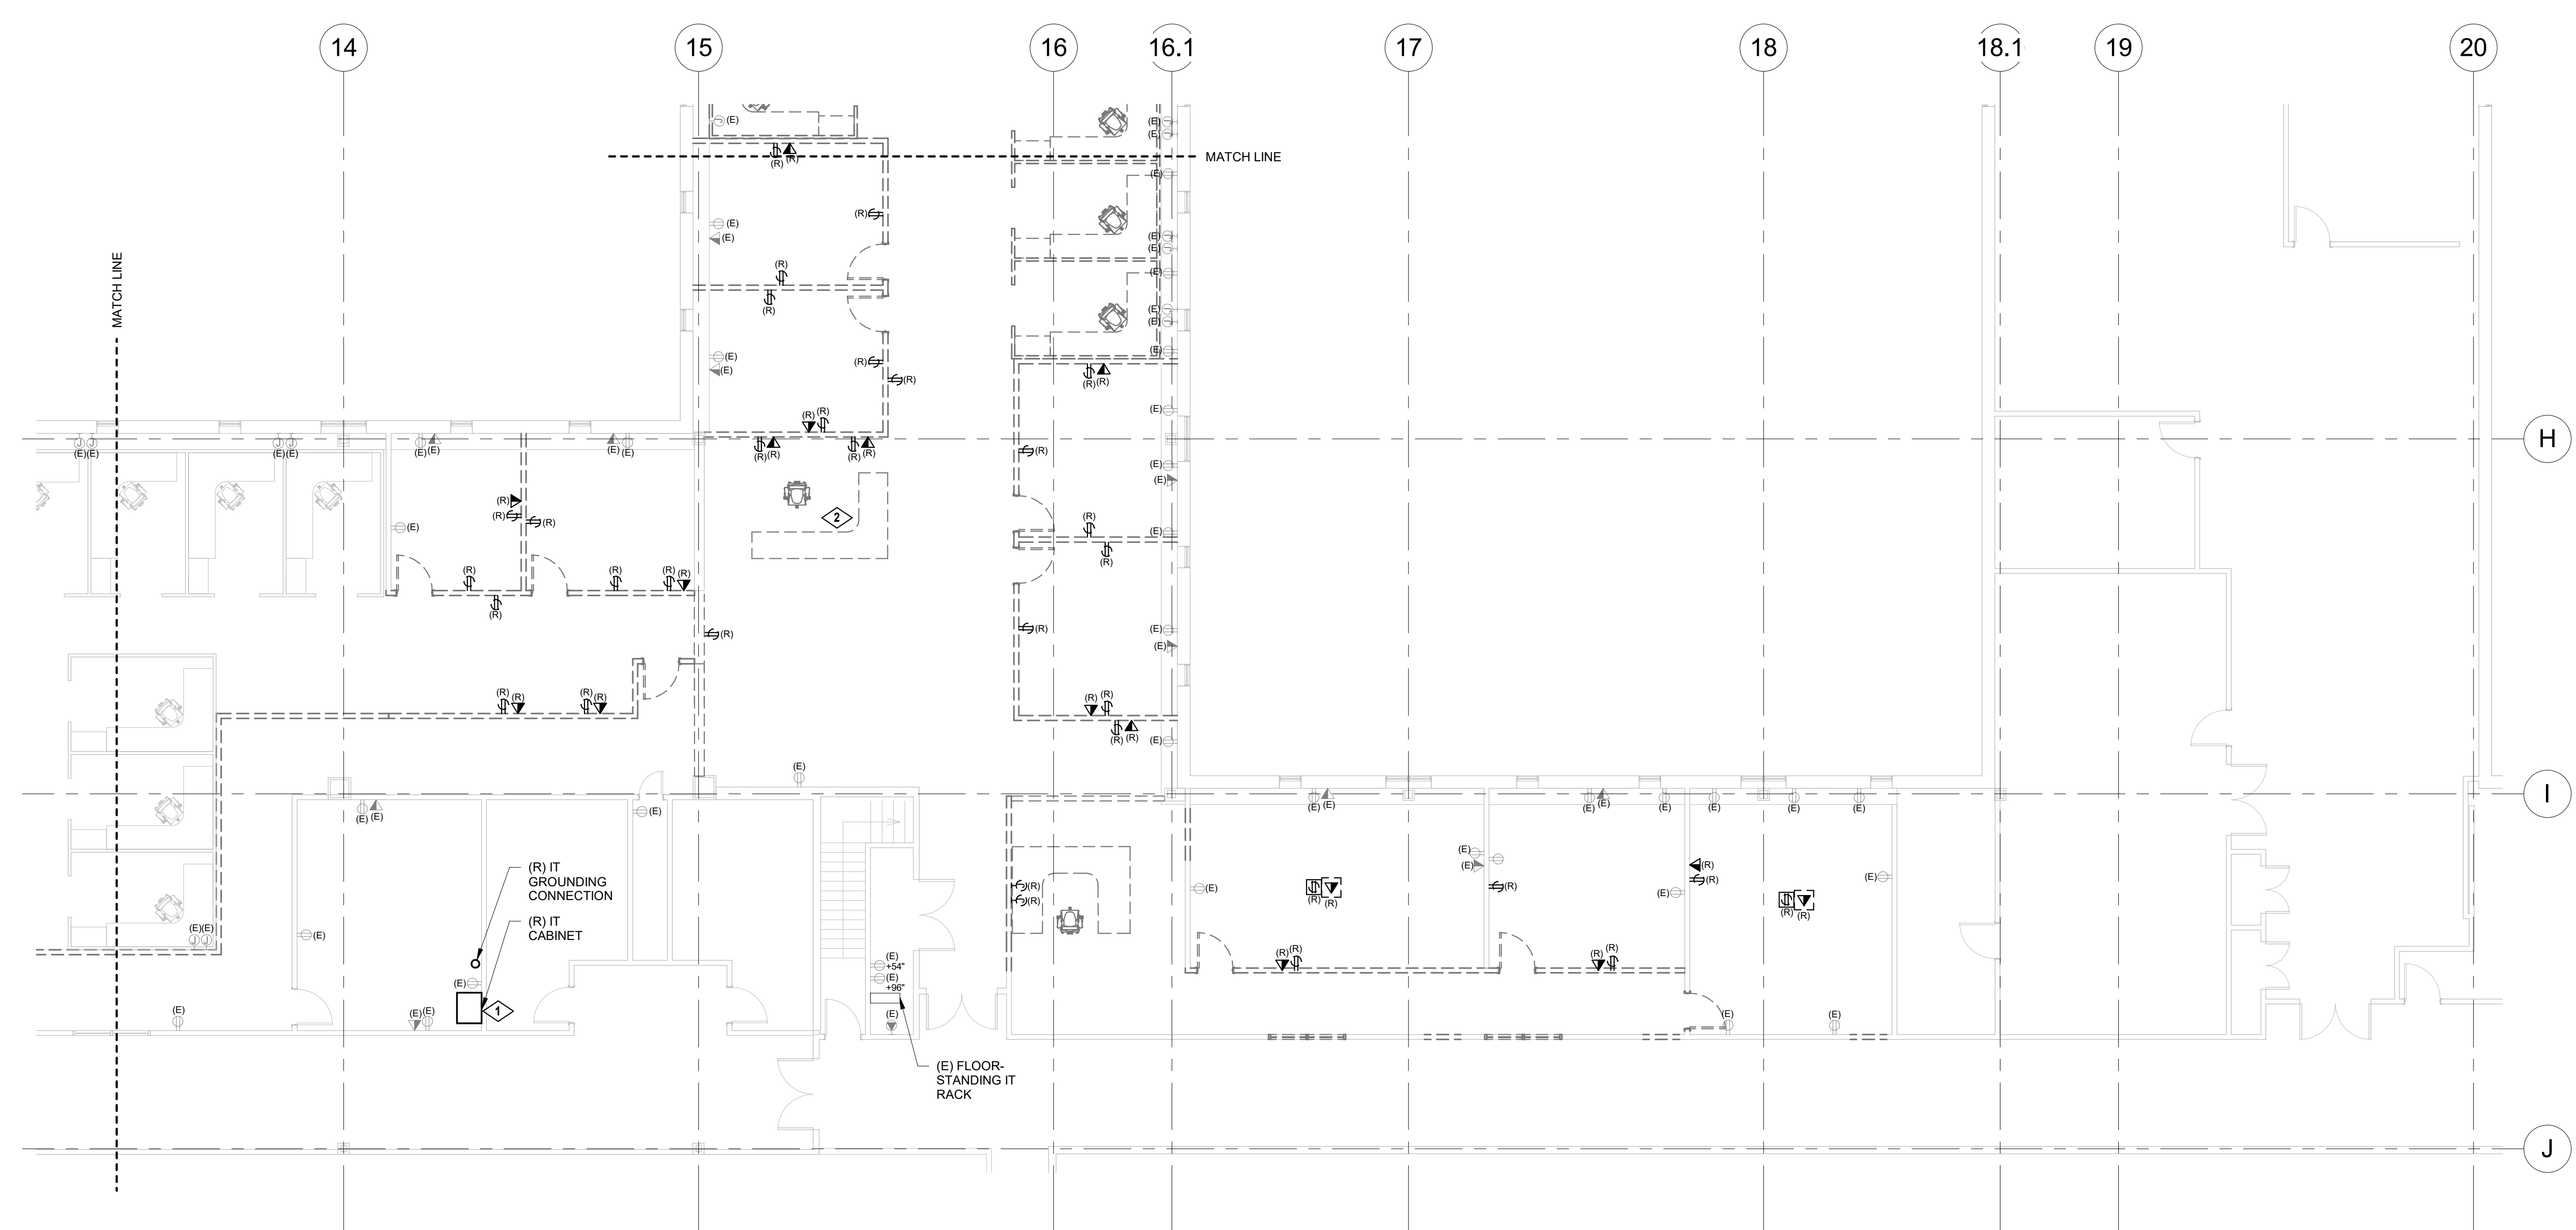 14 15 16 16.1 17 18 18.1 19 20
(E) (E)
(E)
(R) (R) MATCH LINE
(E)
(R)
(E) (E)
(E) (E)
MATCH LINE
(R) (E)
(R)
(E)
(E)
(E) (R)
(E) (R) (R) (R)
(E)
(R) (R)
H
(E) (E) (E) (E) (E) (E) (E) (E) (R) (R) (R) (R) (R)
(E)
(E)
(R)
(R) (R) 2 (R)
(E) (E)
(R)
(R) (R) (R) (R)
(R)
(R) (R) (E)
(E)
(R) (R) (R) (R) (R) (R)
(R) (R) (E)
(E)
I
(E) (E) (E) (E) (E) (E) (E) (E) (E) (E) (E)
(E)
(E)
(E)
(R) IT
GROUNDING
CONNECTION
(R) (R) (E) (R) (R) (E) (E)
(R) (R) (R) (R) (R)
(R) IT
CABINET
(E) (E) (E)
(E)
+54"
(E)
+96"
(R) (R) (R) (R)
(E) 1
(E) (E) (E) (E) (E) (E)
(E) FLOOR-
STANDING IT
RACK
J